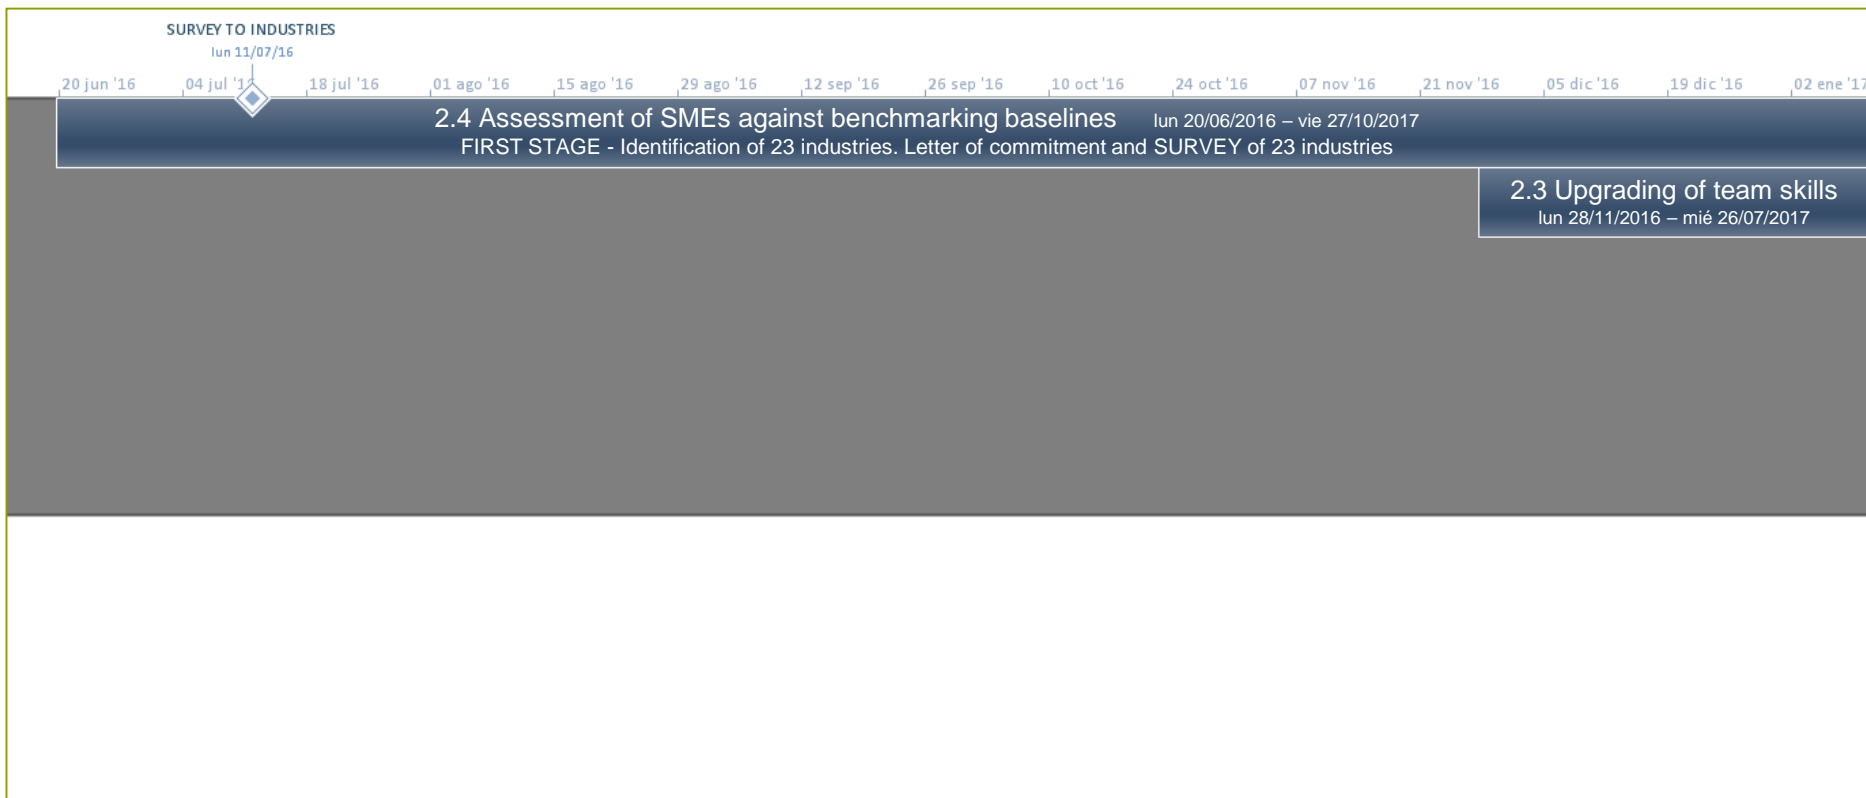 SURVEY TO INDUSTRIES
lun 11/07/16
20 jun '16 04 jul '16 18 jul '16 01 ago '16 15 ago '16 29 ago '16 12 sep '16 26 sep '16 10 oct '16 24 oct '16 07 nov '16 21 nov '16 05 dic '16 19 dic '16 02 ene '17
2.4 Assessment of SMEs against benchmarking baselines lun 20/06/2016 – vie 27/10/2017
FIRST STAGE - Identification of 23 industries. Letter of commitment and SURVEY of 23 industries
2.3 Upgrading of team skills
lun 28/11/2016 – mié 26/07/2017